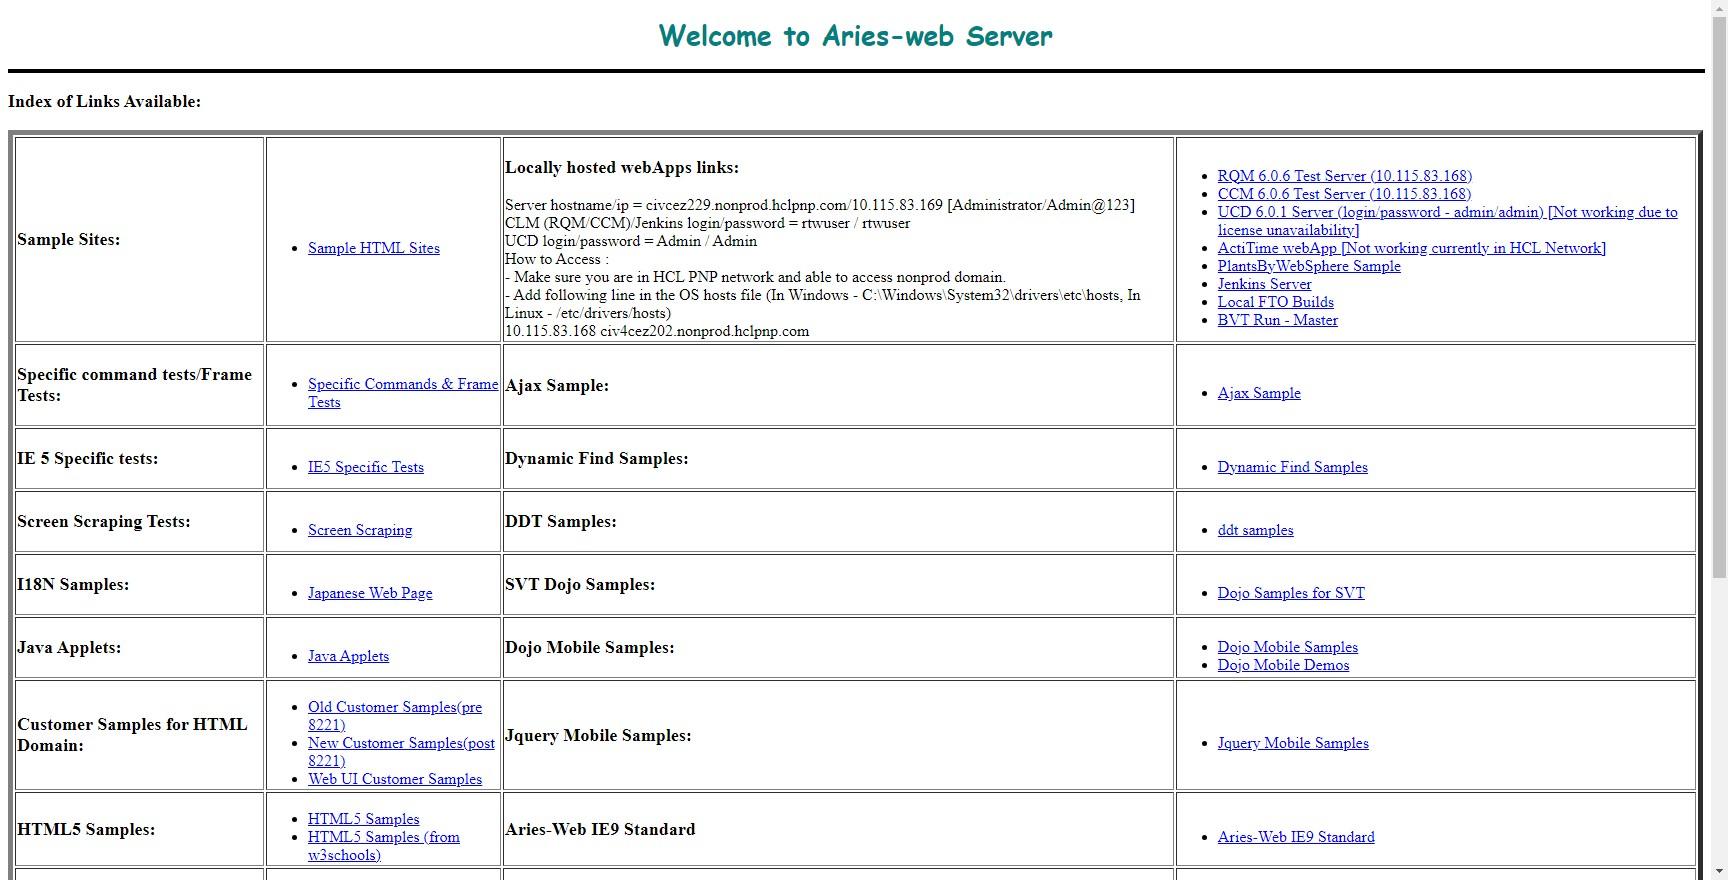 Welcome to Aries-web Server
Index of Links Available:
Sample Sites:
Sample HTML Sites
Locally hosted webApps links:
Server hostname/ip = civcez229.nonprod.hclpnp.com/10.115.83.169 [Administrator/Admin@123]
CLM (RQM/CCM)/Jenkins login/password = rtwuser / rtwuser
UCD login/password = Admin / Admin
How to Access :
- Make sure you are in HCL PNP network and able to access nonprod domain.
- Add following line in the OS hosts file (In Windows - C:\Windows\System32\drivers\etc\hosts, In
Linux - /etc/drivers/hosts)
10.115.83.168 civ4cez202.nonprod.hclpnp.com
RQM 6.0.6 Test Server (10.115.83.168)
CCM 6.0.6 Test Server (10.115.83.168)
UCD 6.0.1 Server (login/password - admin/admin) [Not working due to
license unavailability]
ActiTime webApp [Not working currently in HCL Network]
PlantsByWebSphere Sample
Jenkins Server
Local FTO Builds
BVT Run - Master
Specific command tests/Frame
Tests:
Specific Commands & Frame
Tests
Ajax Sample:
Ajax Sample
IE 5 Specific tests:
IE5 Specific Tests
Dynamic Find Samples:
Dynamic Find Samples
Screen Scraping Tests:
Screen Scraping
DDT Samples:
ddt samples
I18N Samples:
Japanese Web Page
SVT Dojo Samples:
Dojo Samples for SVT
Java Applets:
Java Applets
Dojo Mobile Samples:
Dojo Mobile Samples
Dojo Mobile Demos
Customer Samples for HTML
Domain:
Old Customer Samples(pre
8221)
New Customer Samples(post
8221)
Web UI Customer Samples
Jquery Mobile Samples:
Jquery Mobile Samples
HTML5 Samples:
HTML5 Samples
HTML5 Samples (from
w3schools)
Aries-Web IE9 Standard
Aries-Web IE9 Standard